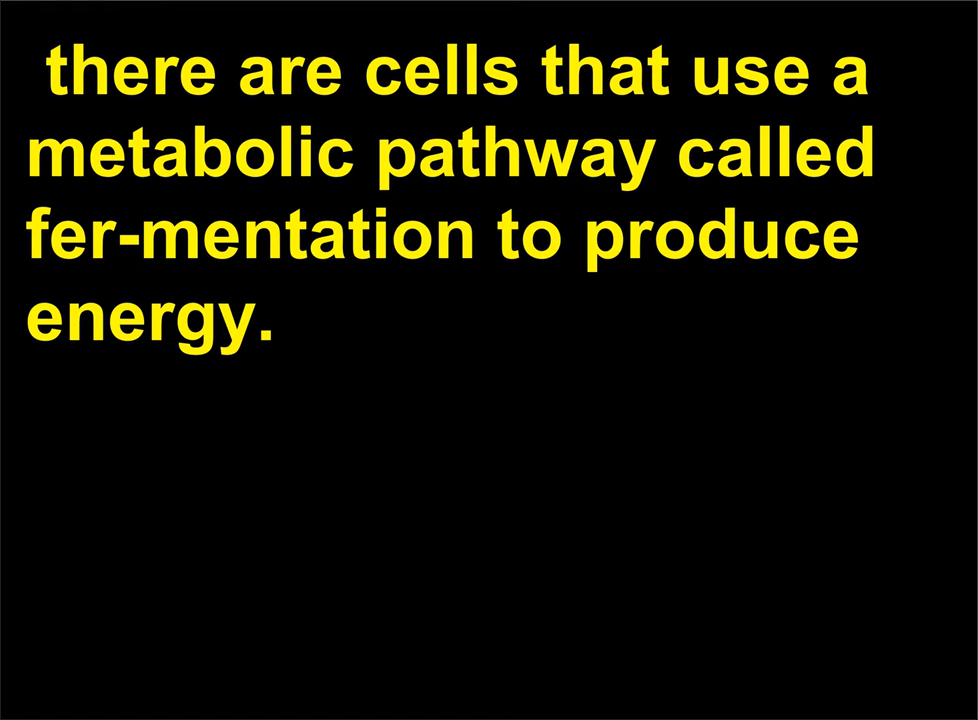 there are cells that use a
metabolic pathway called
fer-mentation to produce
energy.